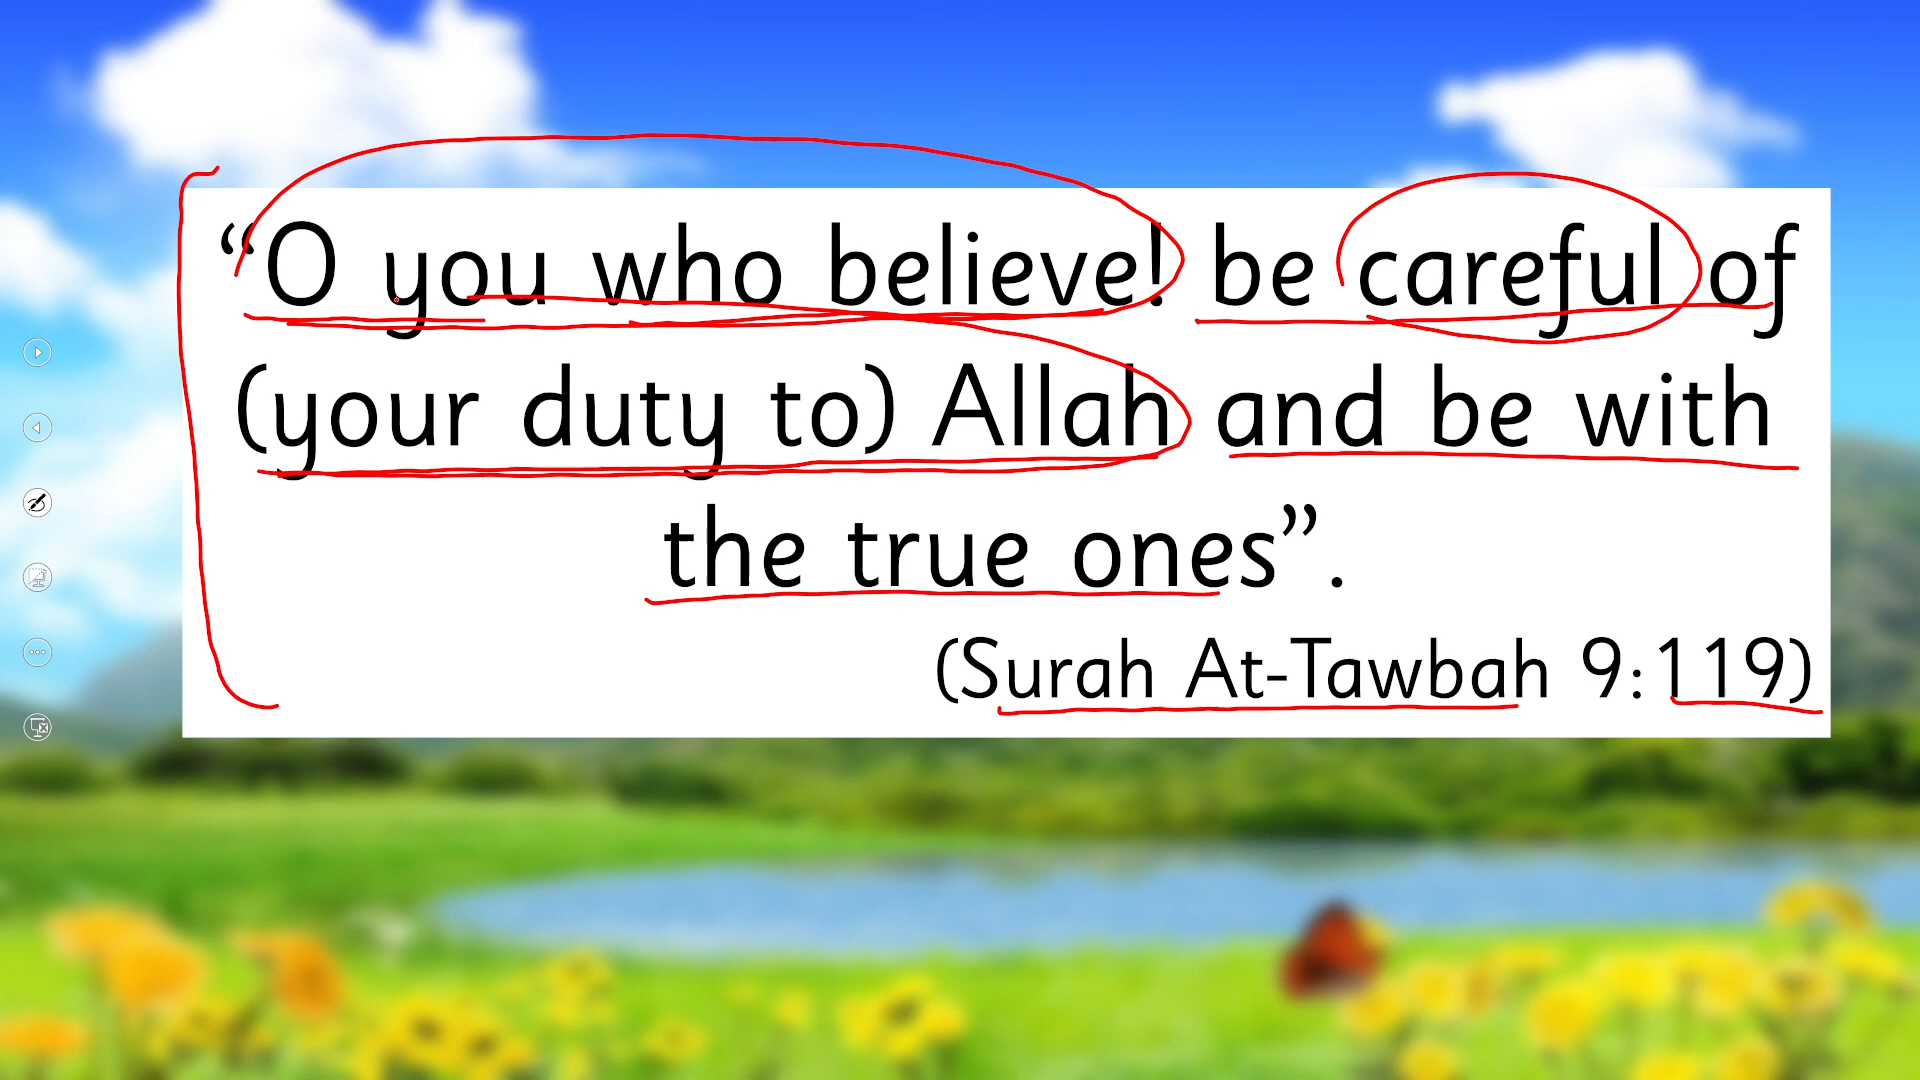 “O you who believe! be careful of
(your duty to) Allah and be with
the true ones”.
(Surah At-Tawbah 9:119)